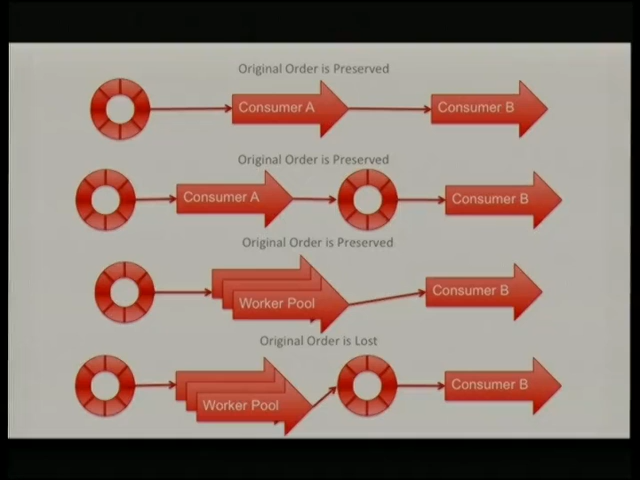 Original Order is Preserved
Consumer A
Consumer B
Original Order is Preserved
Consumer A
Consumer B
Original Order is Preserved
Worker Pool
Consumer B
Original Order is Lost
Worker Pool
Consumer B